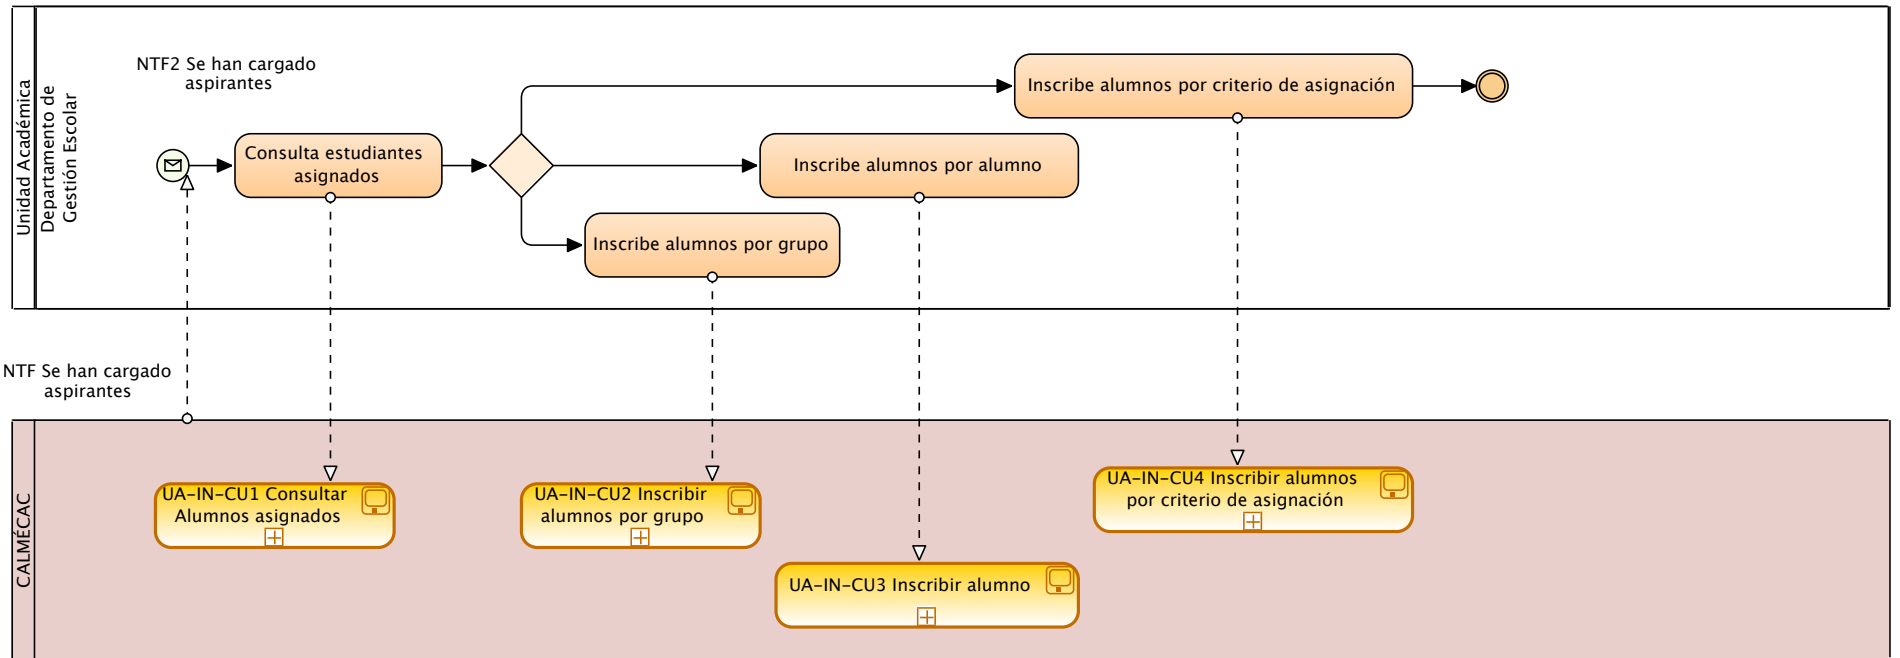 Unidad Académica
Departamento de
Gestión Escolar
NTF2 Se han cargado
aspirantes
Consulta estudiantes
asignados
Inscribe alumnos por criterio de asignación
Inscribe alumnos por alumno
Inscribe alumnos por grupo
NTF Se han cargado
aspirantes
CALMÉCAC
UA-IN-CU1 Consultar
Alumnos asignados
UA-IN-CU2 Inscribir
alumnos por grupo
UA-IN-CU3 Inscribir alumno
UA-IN-CU4 Inscribir alumnos
por criterio de asignación